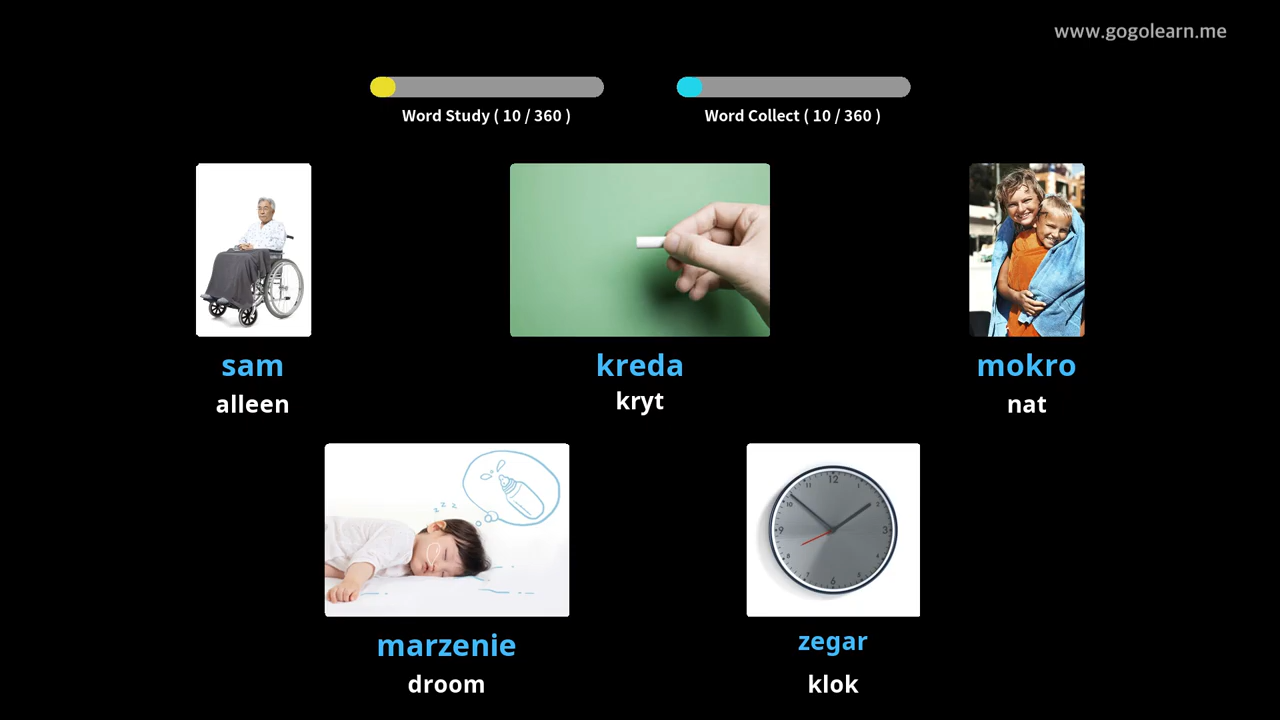 www.gogolearn.me
Word Study ( 10 / 360 )
Word Collect ( 10 / 360 )
sam
alleen
kreda
kryt
mokro
nat
marzenie
droom
zegar
klok